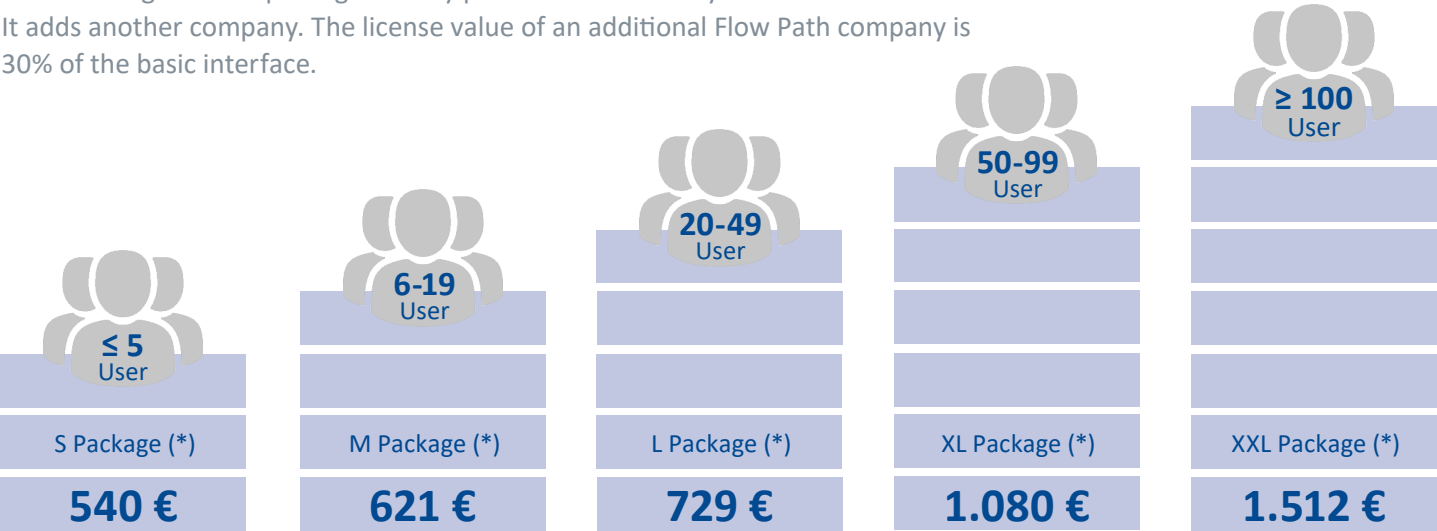 It adds another company. The license value of an additional Flow Path company is
30% of the basic interface.
≥ 100
User
50-99
User
20-49
User
6-19
User
≤ 5
User
S Package (*)
M Package (*)
L Package (*)
XL Package (*)
XXL Package (*)
540 €
621 €
729 €
1.080 €
1.512 €